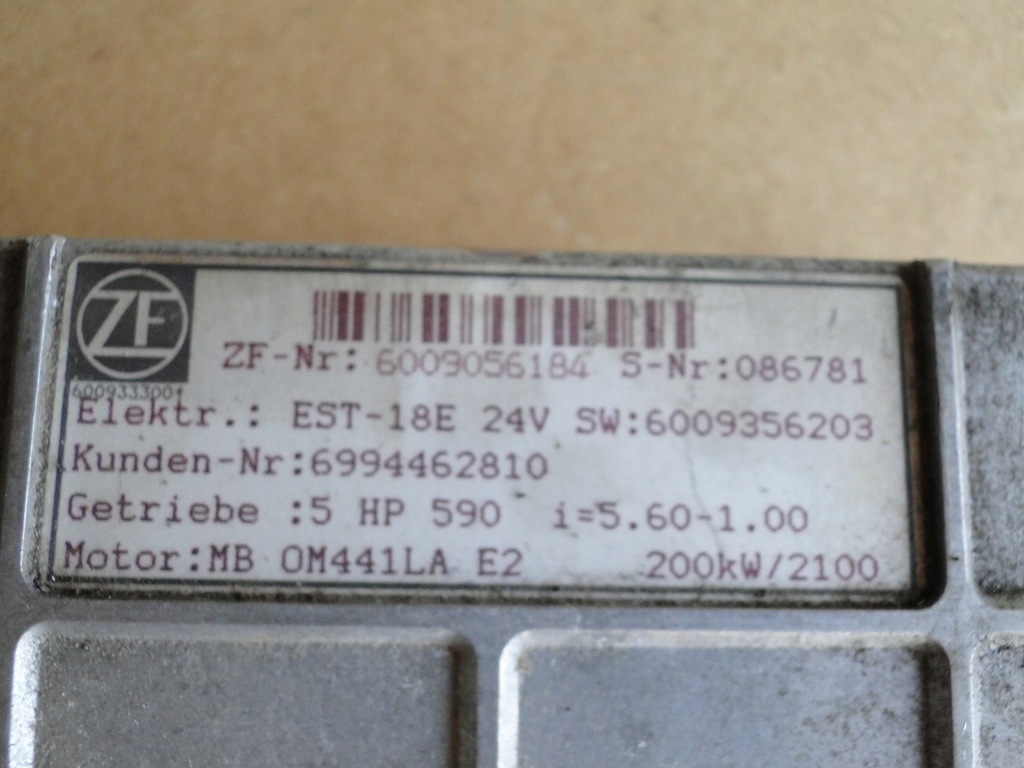 ZF
ZF-Nr: 6009056184 S-Nr:086781
6009333001
Elektr.: EST-18E 24V SW:6009356203
Kunden-Nr:6994462810
Getriebe :5 HP 590 i=5.60-1.00
Motor:MB OM441LA E2 200kW/2100